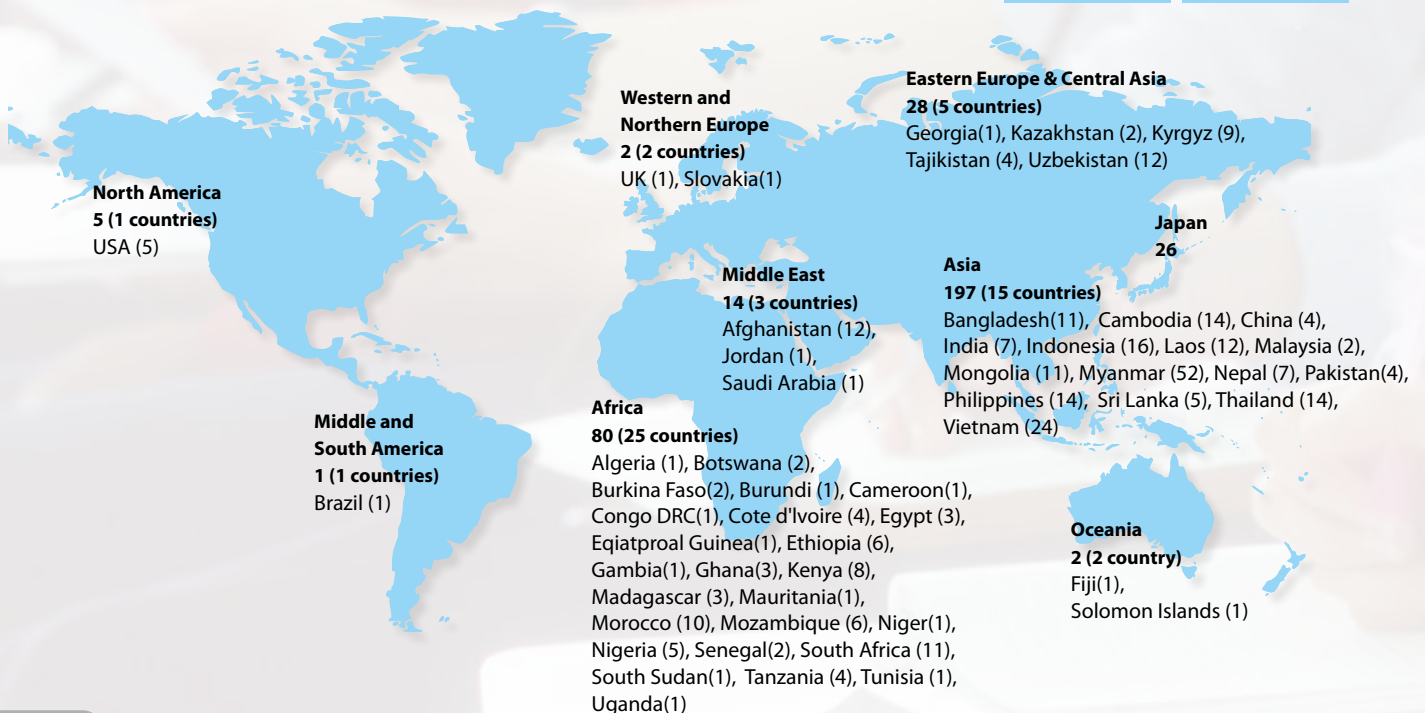 North America
5 (1 countries)
USA (5)
Middle and
South America
1 (1 countries)
Brazil (1)
Western and
Northern Europe
2 (2 countries)
UK (1), Slovakia(1)
Middle East
14 (3 countries)
Afghanistan (12),
Jordan (1),
Saudi Arabia (1)
Africa
80 (25 countries)
Algeria (1), Botswana (2),
Burkina Faso(2), Burundi (1), Cameroon(1),
Congo DRC(1), Cote d'Ivoire (4), Egypt (3),
Eqiatproal Guinea(1), Ethiopia (6),
Gambia(1), Ghana(3), Kenya (8),
Madagascar (3), Mauritania(1),
Morocco (10), Mozambique (6), Niger(1),
Nigeria (5), Senegal(2), South Africa (11),
South Sudan(1), Tanzania (4), Tunisia (1),
Uganda(1)
Eastern Europe & Central Asia
28 (5 countries)
Georgia(1), Kazakhstan (2), Kyrgyz (9),
Tajikistan (4), Uzbekistan (12)
Japan
26
Asia
197 (15 countries)
Bangladesh(11), Cambodia (14), China (4),
India (7), Indonesia (16), Laos (12), Malaysia (2),
Mongolia (11), Myanmar (52), Nepal (7), Pakistan(4),
Philippines (14), Sri Lanka (5), Thailand (14),
Vietnam (24)
Oceania
2 (2 country)
Fiji(1),
Solomon Islands (1)